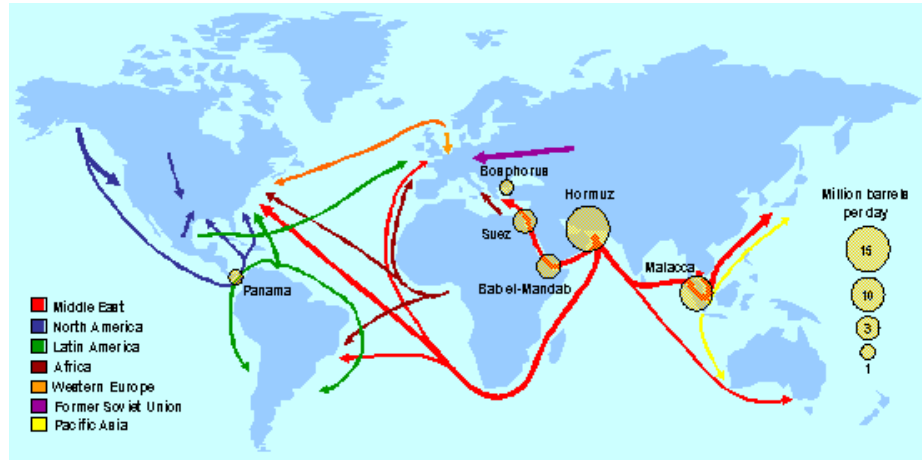 Bosphorus
Hormuz
Million barrels
per day
Suez
15
Malacca
Babel-Mandab
Panama
10
3
1
Middle East
North America
Latin America
Africa
Western Europe
Former Soviet Union
Pacific Asia